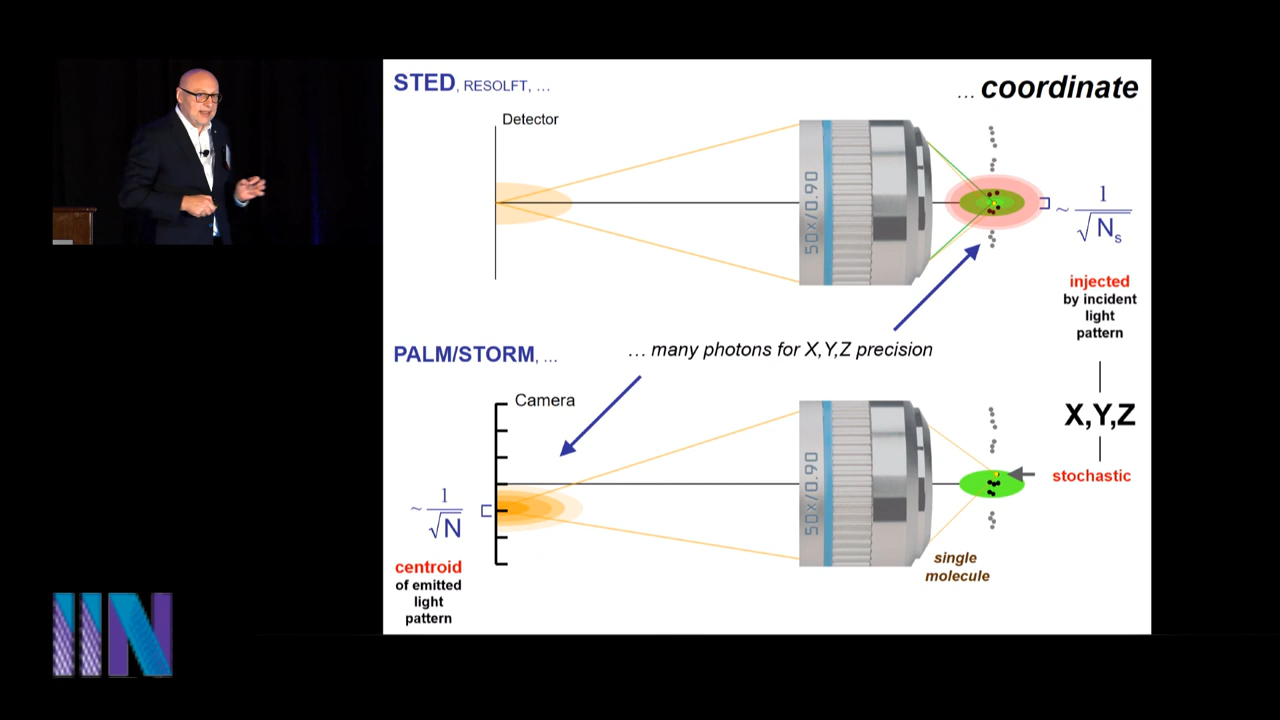 STED, RESOLFT, …
… coordinate
Detector
50x/0.90
~ 1/√Ns
injected
by incident
light
pattern
… many photons for X,Y,Z precision
PALM/STORM, …
Camera
50x/0.90
X,Y,Z
stochastic
~ 1/√N
single
molecule
centroid
of emitted
light
pattern
IIN